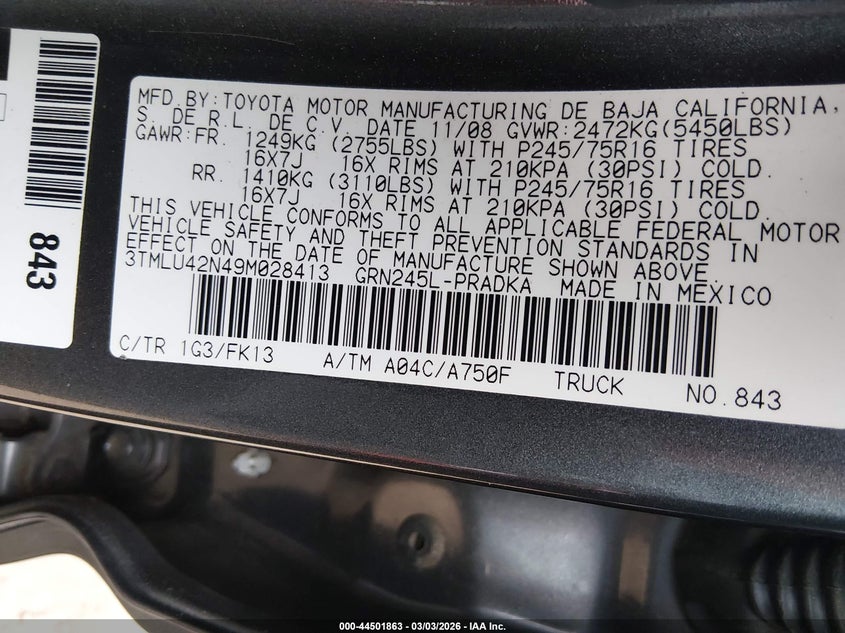 843
MFD.BY:TOYOTA MOTOR MANUFACTURING DE BAJA CALIFORNIA,
S. DE R.L. DE C.V. DATE 11/08 GVWR:2472KG(5450LBS)
GAWR:FR. 1249KG (2755LBS) WITH P245/75R16 TIRES
16X7J 16X RIMS AT 210KPA (30PSI) COLD.
RR. 1410KG (3110LBS) WITH P245/75R16 TIRES
16X7J 16X RIMS AT 210KPA (30PSI) COLD.
THIS VEHICLE CONFORMS TO ALL APPLICABLE FEDERAL MOTOR
VEHICLE SAFETY AND THEFT PREVENTION STANDARDS IN
EFFECT ON THE DATE OF MANUFACTURE SHOWN ABOVE
3TMLU42N49M028413 GRN245L-PRADKA MADE IN MEXICO
C/TR 1G3/FK13 A/TM A04C/A750F TRUCK NO.843
000-44501863 - 03/03/2026 - IAA Inc.